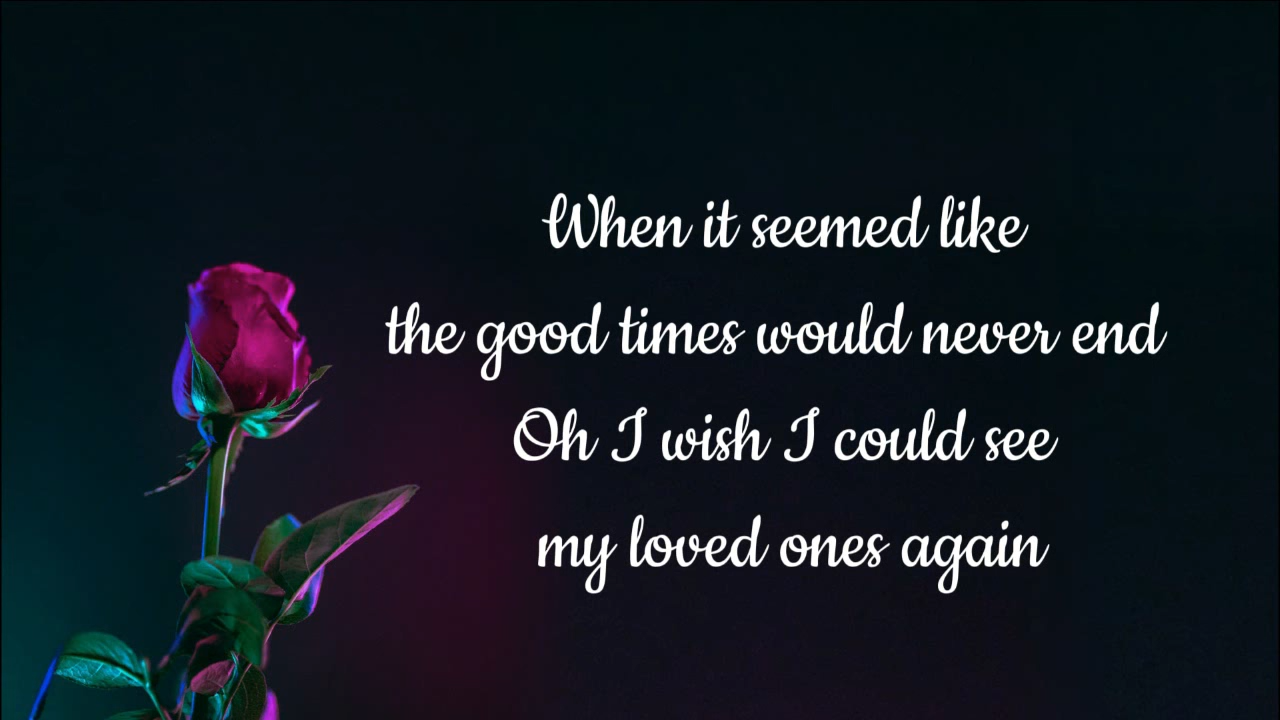 When it seemed like
the good times would never end
Oh I wish I could see
my loved ones again